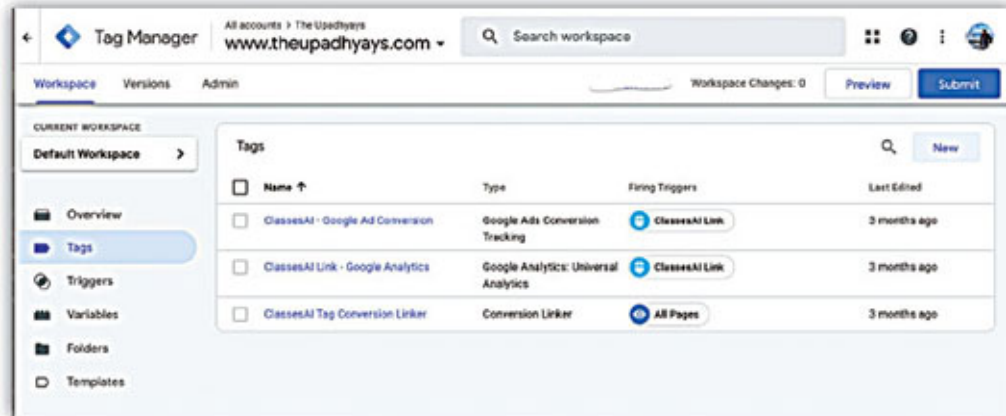 All accounts > The Upadhyays
Tag Manager
www.theupadhyays.com
Search workspace
Workspace Versions Admin
Workspace Changes: 0
Preview
Submit
CURRENT WORKSPACE
Default Workspace
Overview
Tags
Triggers
Variables
Folders
Templates
Tags
New
Name ↑ Type Firing Triggers Last Edited
ClassesAI - Google Ad Conversion Google Ads Conversion ClassesAI Link 3 months ago
Tracking
ClassesAI Link - Google Analytics Google Analytics: Universal ClassesAI Link 3 months ago
Analytics
ClassesAI Tag Conversion Linker Conversion Linker All Pages 3 months ago